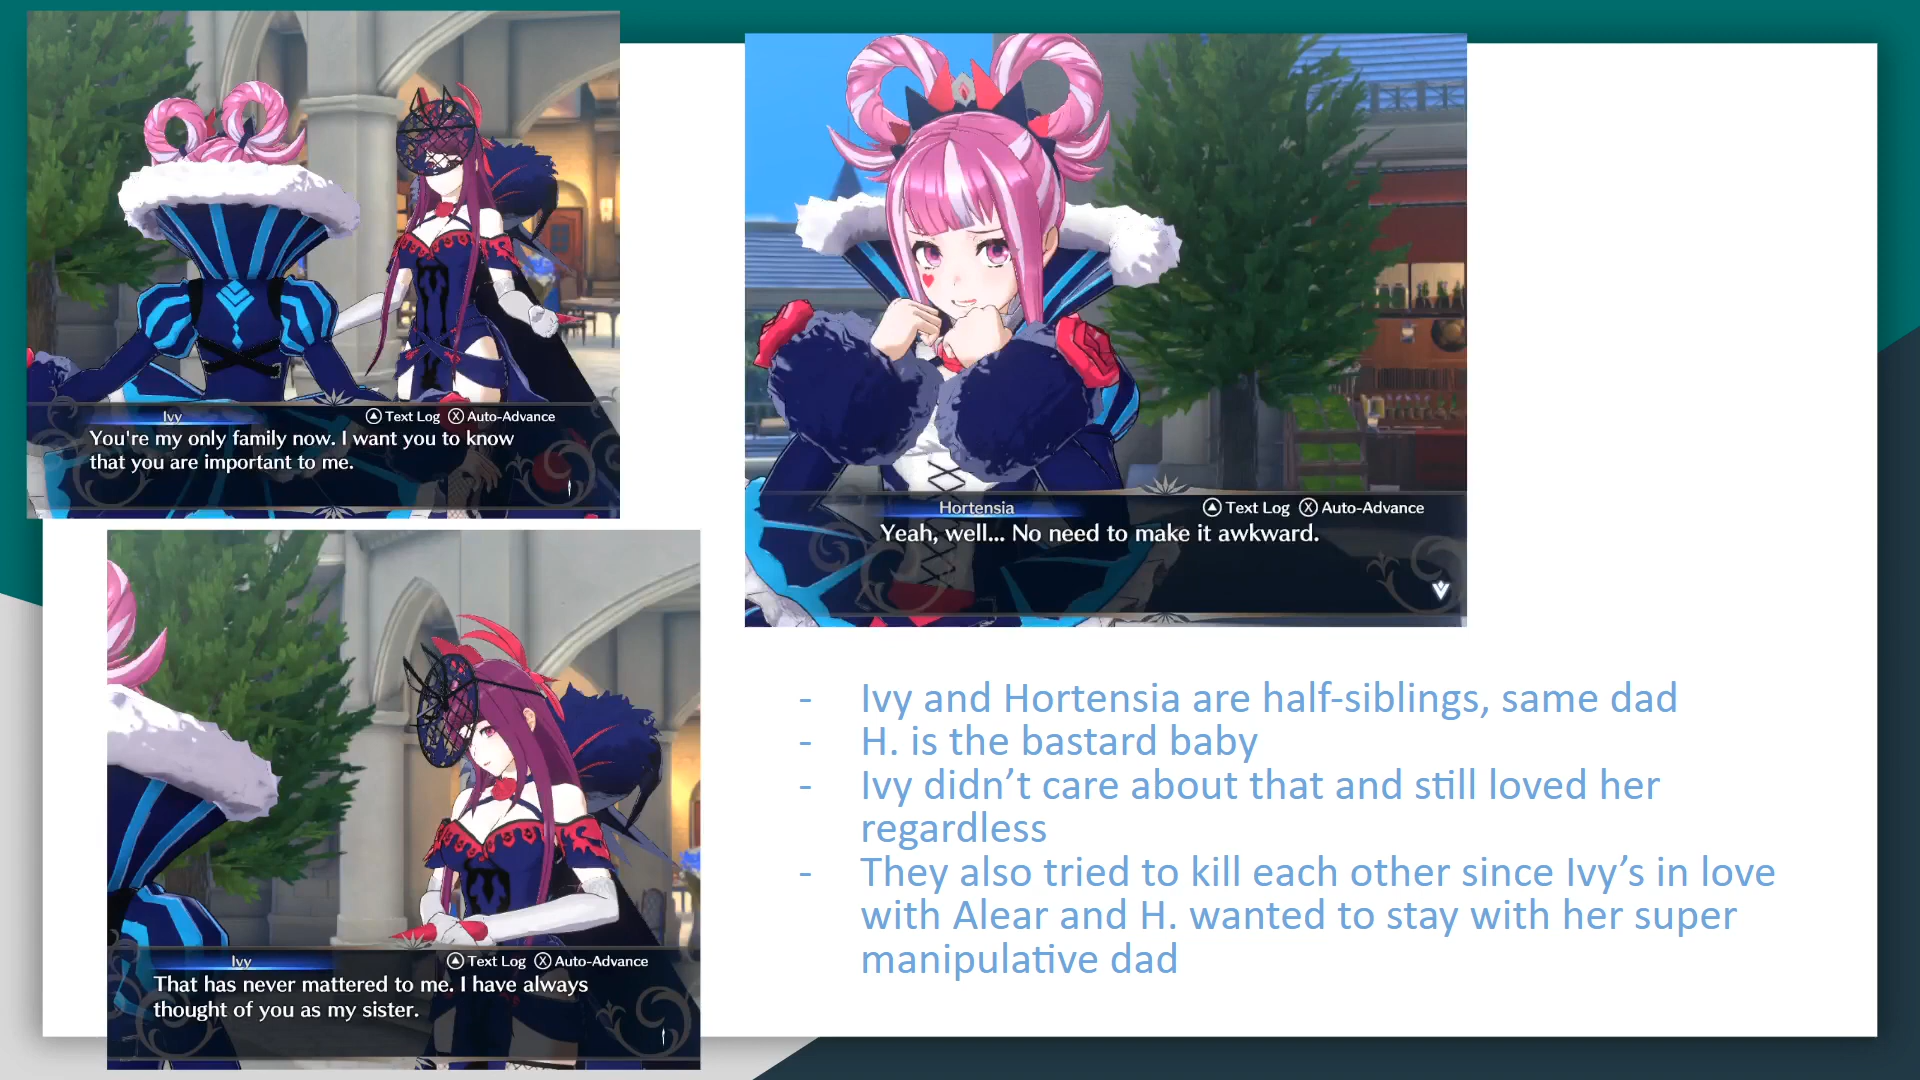 Ivy
Text Log Auto-Advance
You're my only family now. I want you to know
that you are important to me.
Hortensia
Text Log Auto-Advance
Yeah, well... No need to make it awkward.
Ivy
Text Log Auto-Advance
That has never mattered to me. I have always
thought of you as my sister.
- Ivy and Hortensia are half-siblings, same dad
- H. is the bastard baby
- Ivy didn’t care about that and still loved her
regardless
- They also tried to kill each other since Ivy’s in love
with Alear and H. wanted to stay with her super
manipulative dad